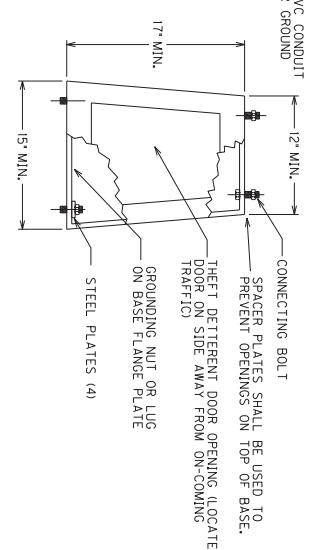 VC CONDUIT
GROUND
17" MIN.
12" MIN.
15" MIN.
CONNECTING BOLT
SPACER PLATES SHALL BE USED TO
PREVENT OPENINGS ON TOP OF BASE.
THEFT DETTERENT DOOR OPENING (LOCATE
DOOR ON SIDE AWAY FROM ON-COMING
TRAFFIC)
GROUNDING NUT OR LUG
ON BASE FLANGE PLATE
STEEL PLATES (4)